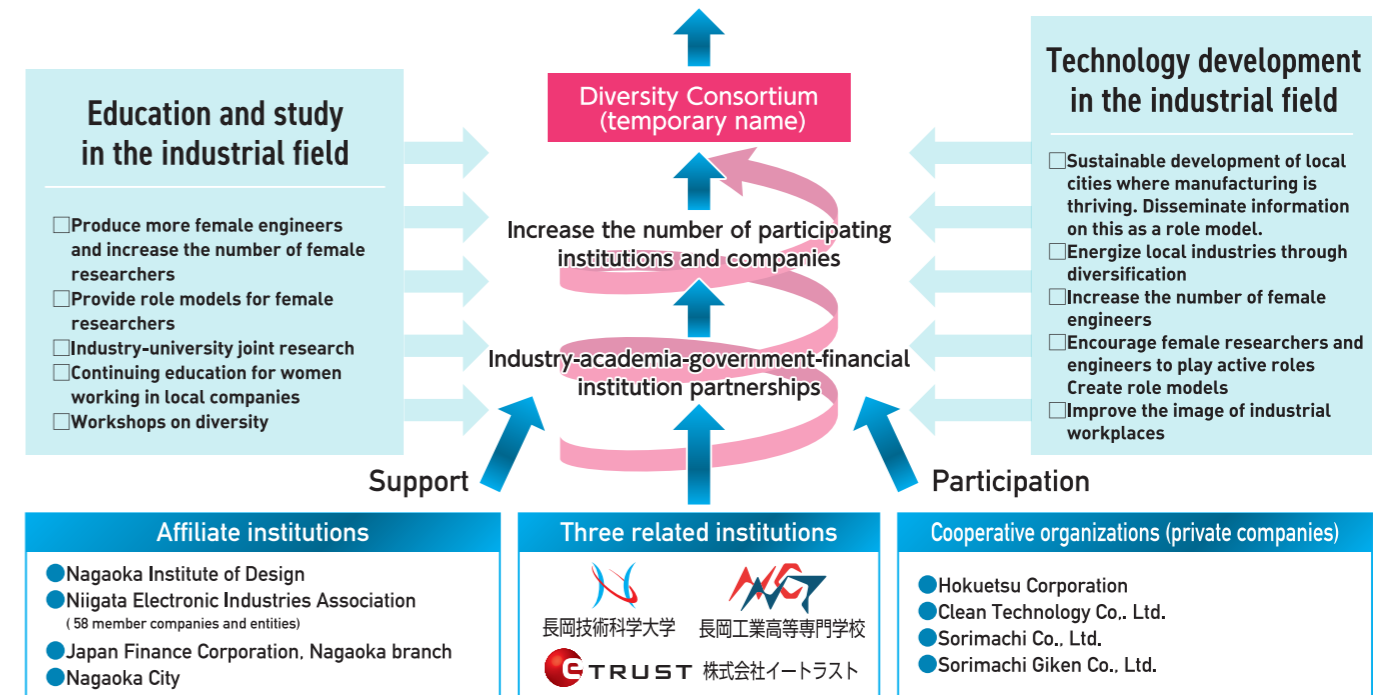 Education and study
in the industrial field
□Produce more female engineers
and increase the number of female
researchers
□Provide role models for female
researchers
□Industry-university joint research
□Continuing education for women
working in local companies
□Workshops on diversity
Diversity Consortium
(temporary name)
Increase the number of participating
institutions and companies
Industry-academia-government-financial
institution partnerships
Technology development
in the industrial field
□Sustainable development of local
cities where manufacturing is
thriving. Disseminate information
on this as a role model.
□Energize local industries through
diversification
□Increase the number of female
engineers
□Encourage female researchers and
engineers to play active roles
Create role models
□Improve the image of industrial
workplaces
Support
Participation
Affiliate institutions
●Nagaoka Institute of Design
●Niigata Electronic Industries Association
( 58 member companies and entities)
●Japan Finance Corporation, Nagaoka branch
●Nagaoka City
Three related institutions
長岡技術科学大学
長岡工業高等専門学校
eTRUST 株式会社イートラスト
Cooperative organizations (private companies)
●Hokuetsu Corporation
●Clean Technology Co,. Ltd.
●Sorimachi Co., Ltd.
●Sorimachi Giken Co., Ltd.